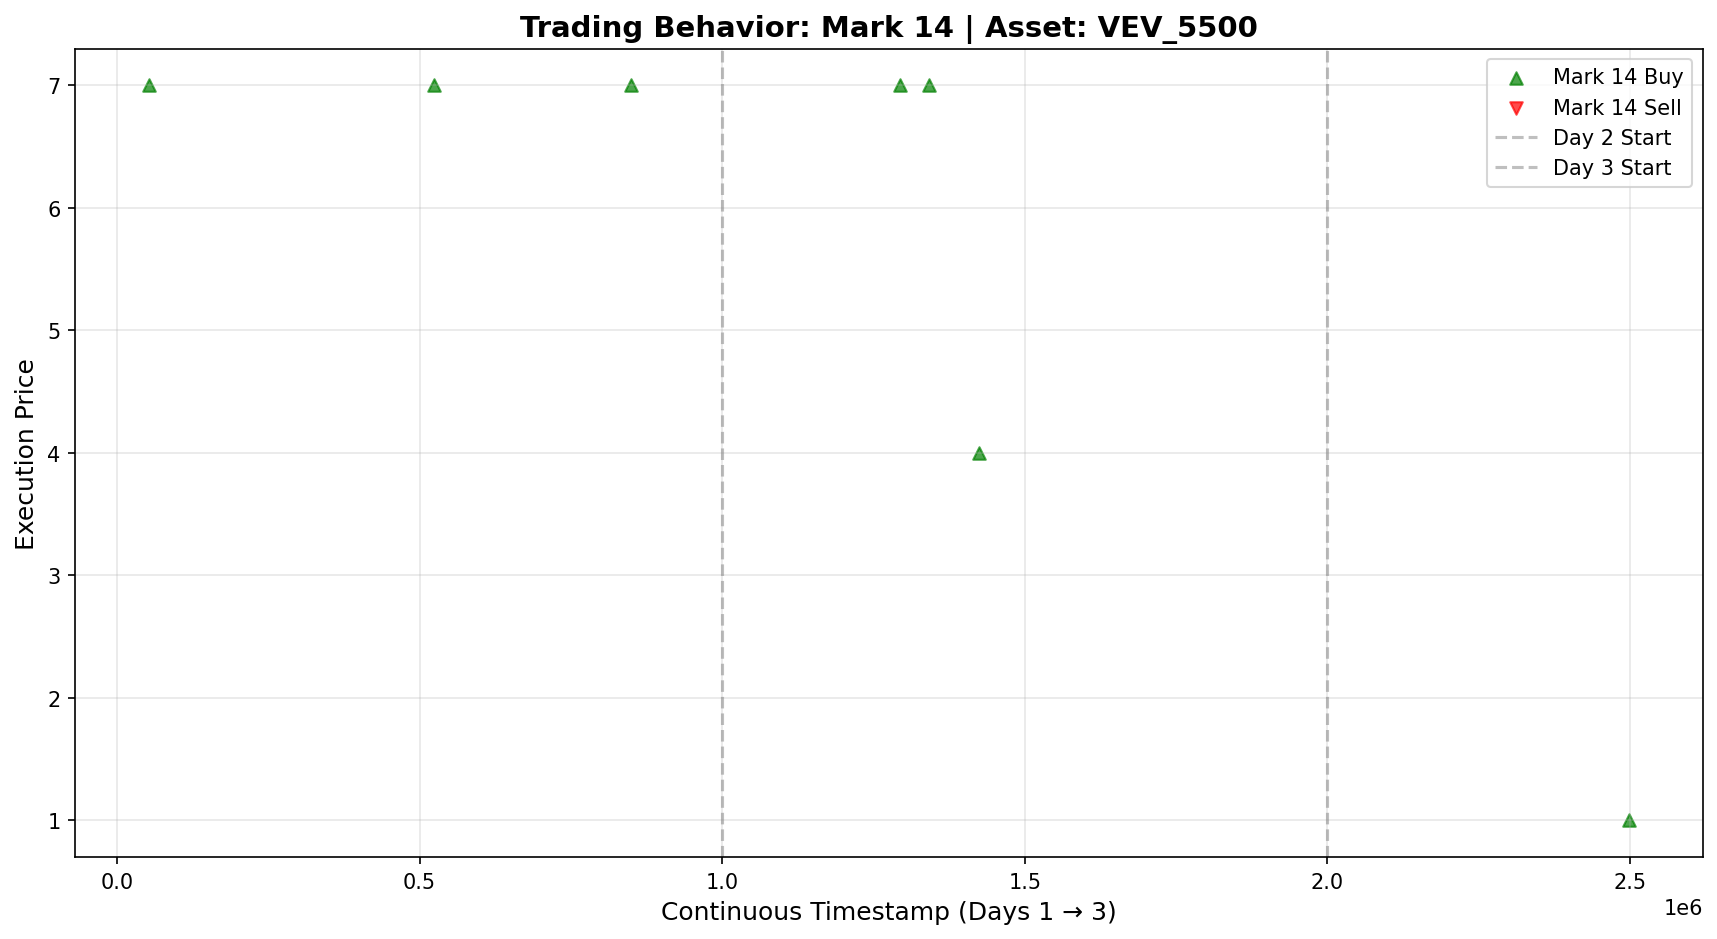 Trading Behavior: Mark 14 | Asset: VEV_5500
Mark 14 Buy
Mark 14 Sell
Day 2 Start
Day 3 Start
Execution Price
7
6
5
4
3
2
1
0.0 0.5 1.0 1.5 2.0 2.5
1e6
Continuous Timestamp (Days 1 → 3)